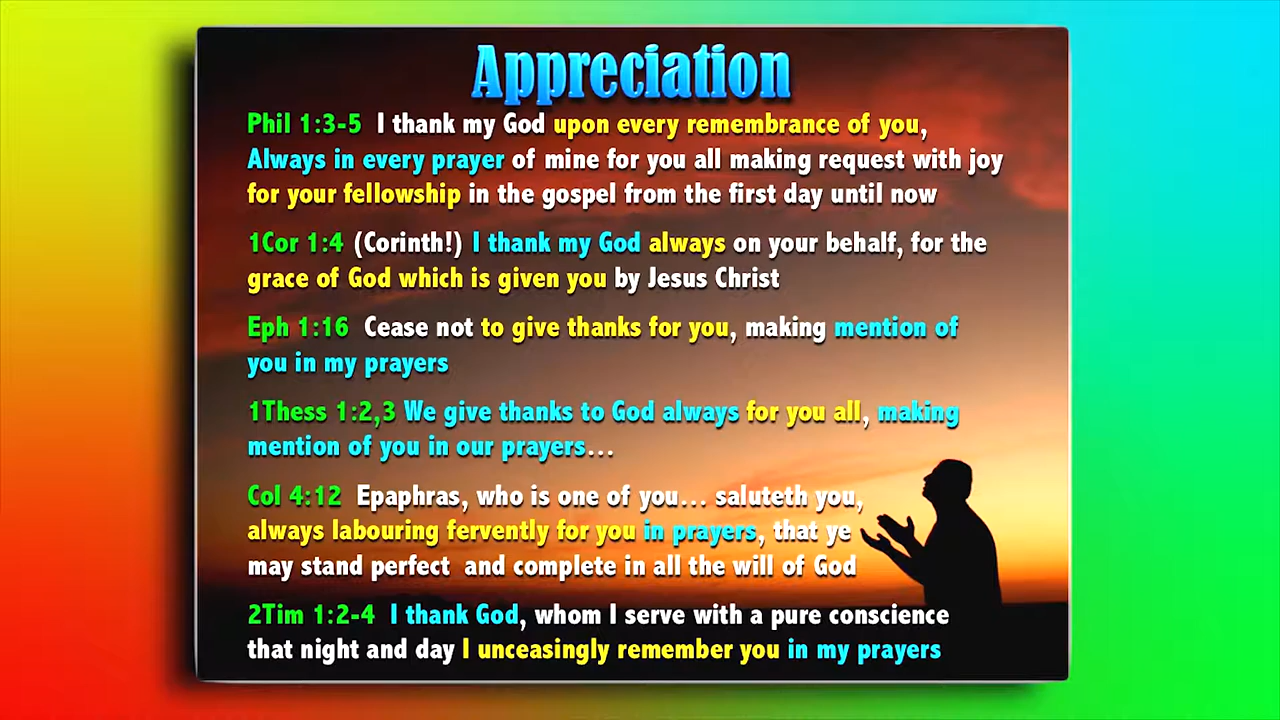 Appreciation
Phil 1:3-5 I thank my God upon every remembrance of you,
Always in every prayer of mine for you all making request with joy
for your fellowship in the gospel from the first day until now
1Cor 1:4 (Corinth!) I thank my God always on your behalf, for the
grace of God which is given you by Jesus Christ
Eph 1:16 Cease not to give thanks for you, making mention of
you in my prayers
1Thess 1:2,3 We give thanks to God always for you all, making
mention of you in our prayers...
Col 4:12 Epaphras, who is one of you... saluteth you,
always labouring fervently for you in prayers, that ye
may stand perfect and complete in all the will of God
2Tim 1:2-4 I thank God, whom I serve with a pure conscience
that night and day I unceasingly remember you in my prayers